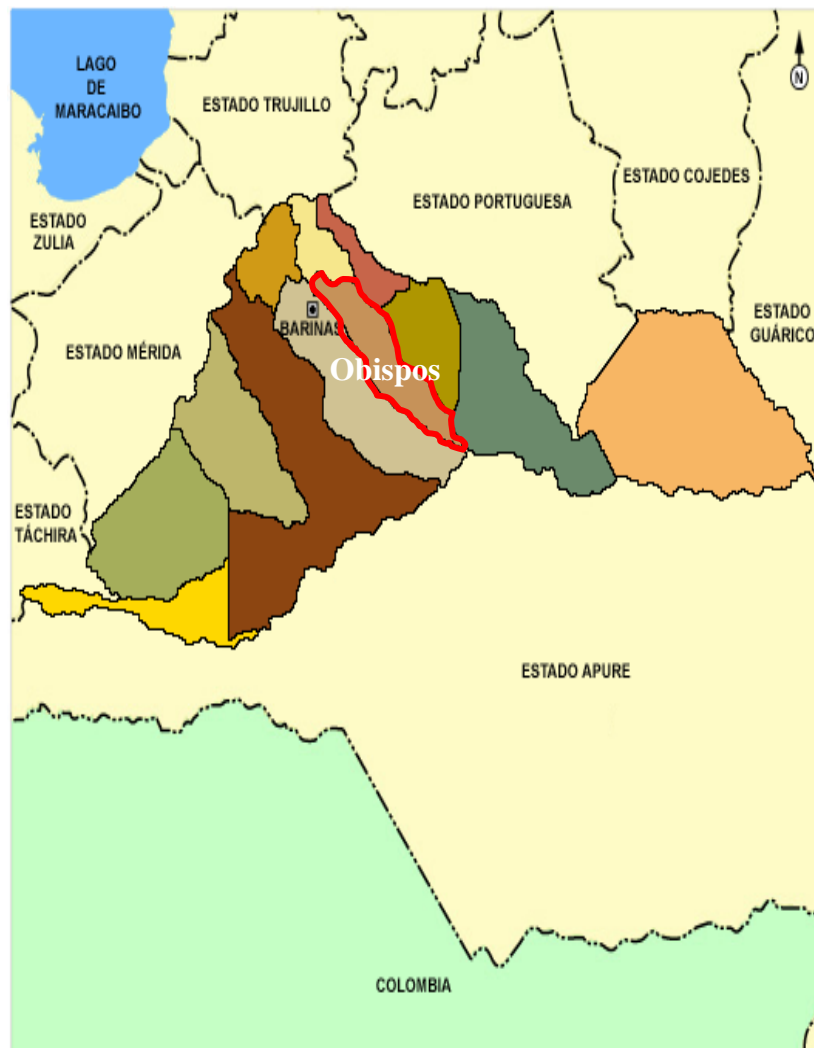 LAGO
DE
MARACAIBO
N
ESTADO TRUJILLO
ESTADO COJEDES
ESTADO PORTUGUESA
ESTADO
ZULIA
ESTADO
GUÁRICO
BARINAS
ESTADO MÉRIDA
Obispos
ESTADO
TÁCHIRA
ESTADO APURE
COLOMBIA